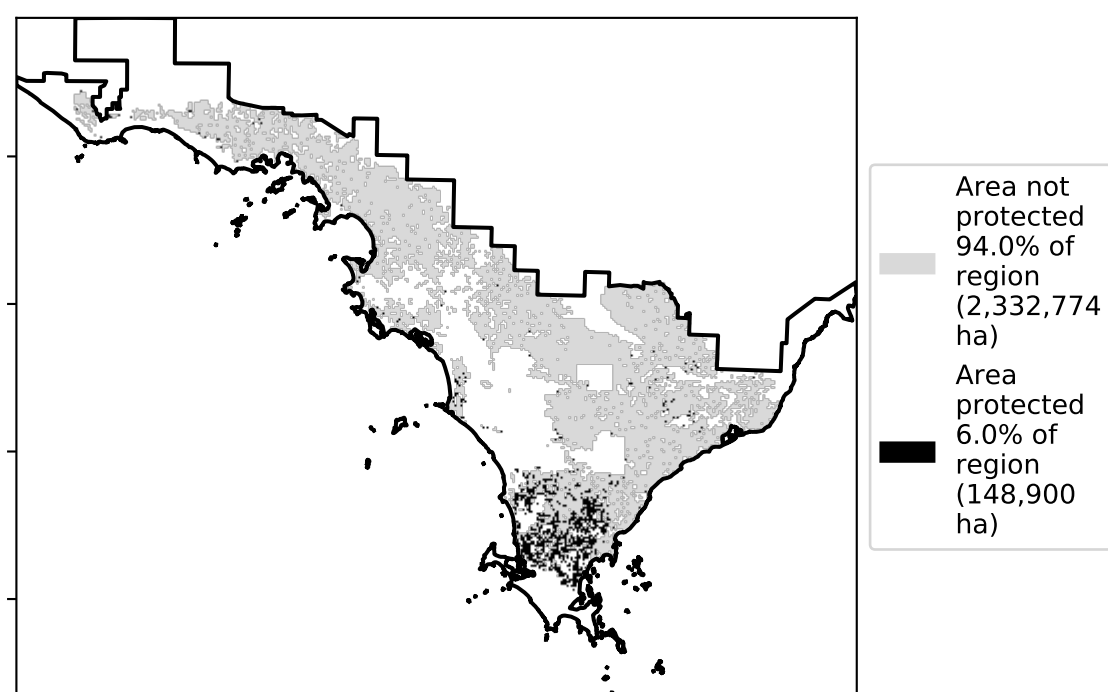 Area not
protected
94.0% of
region
(2,332,774
ha)
Area
protected
6.0% of
region
(148,900
ha)